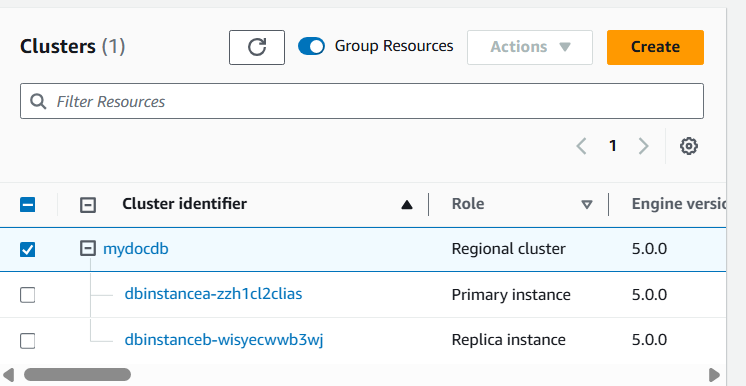 Clusters (1)
Group Resources
Actions
Create
Filter Resources
1
Cluster identifier Role Engine versio
mydocdb Regional cluster 5.0.0
dbinstancea-zzh1cl2clias Primary instance 5.0.0
dbinstanceb-wisyecwwb3wj Replica instance 5.0.0